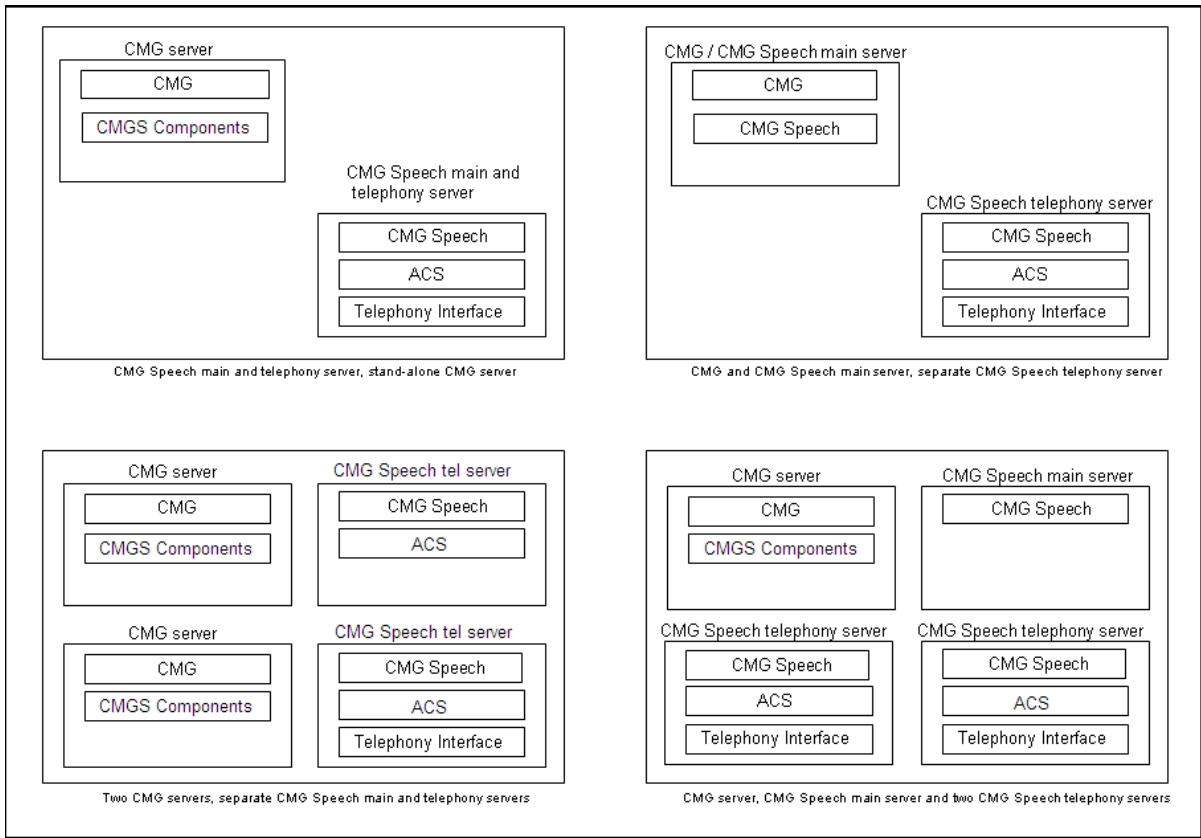 CMG server
CMG
CMGS Components
CMG Speech main and
telephony server
CMG Speech
ACS
Telephony Interface
CMG Speech main and telephony server, stand-alone CMG server
CMG / CMG Speech main server
CMG
CMG Speech
CMG Speech telephony server
CMG Speech
ACS
Telephony Interface
CMG and CMG Speech main server, separate CMG Speech telephony server
CMG server
CMG
CMGS Components
CMG Speech tel server
CMG Speech
ACS
CMG server
CMG
CMGS Components
CMG Speech tel server
CMG Speech
ACS
Telephony Interface
Two CMG servers, separate CMG Speech main and telephony servers
CMG server
CMG
CMGS Components
CMG Speech main server
CMG Speech
CMG Speech telephony server
CMG Speech
ACS
Telephony Interface
CMG Speech telephony server
CMG Speech
ACS
Telephony Interface
CMG server, CMG Speech main server and two CMG Speech telephony servers